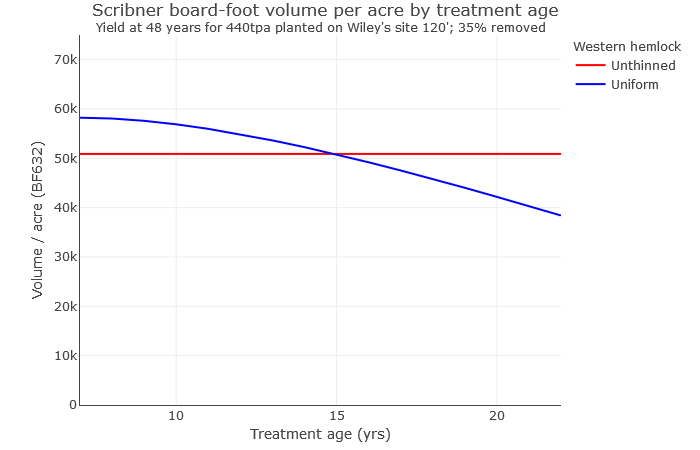 Scribner board-foot volume per acre by treatment age
Yield at 48 years for 440tpa planted on Wiley's site 120'; 35% removed
Western hemlock
Unthinned
Uniform
Volume / acre (BF632)
70k
60k
50k
40k
30k
20k
10k
0
10
15
20
Treatment age (yrs)